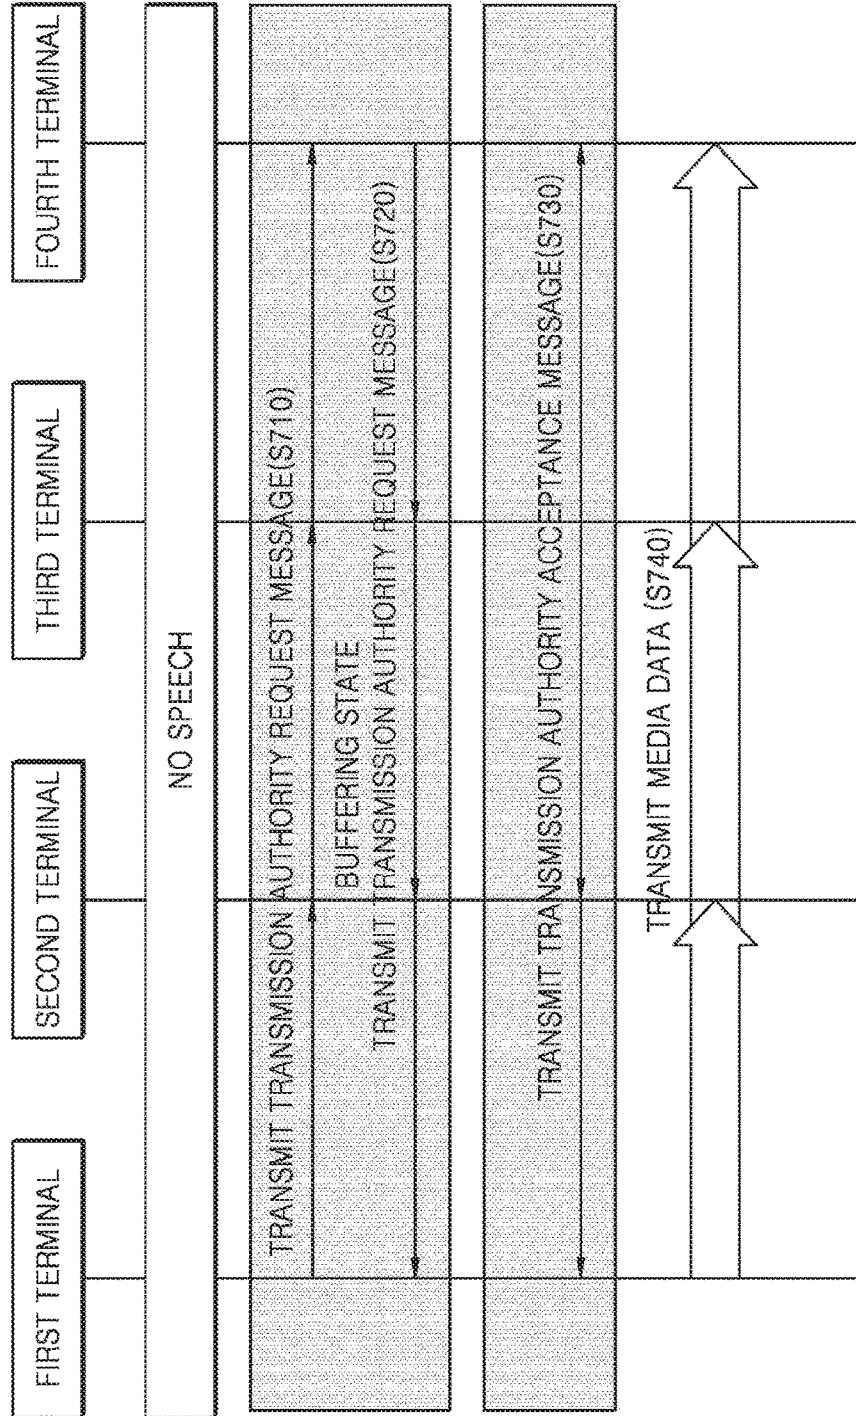 FIRST TERMINAL
SECOND TERMINAL
THIRD TERMINAL
FOURTH TERMINAL
NO SPEECH
TRANSMIT TRANSMISSION AUTHORITY REQUEST MESSAGE(S710)
BUFFERING STATE
TRANSMIT TRANSMISSION AUTHORITY REQUEST MESSAGE(S720)
TRANSMIT TRANSMISSION AUTHORITY ACCEPTANCE MESSAGE(S730)
TRANSMIT MEDIA DATA (S740)